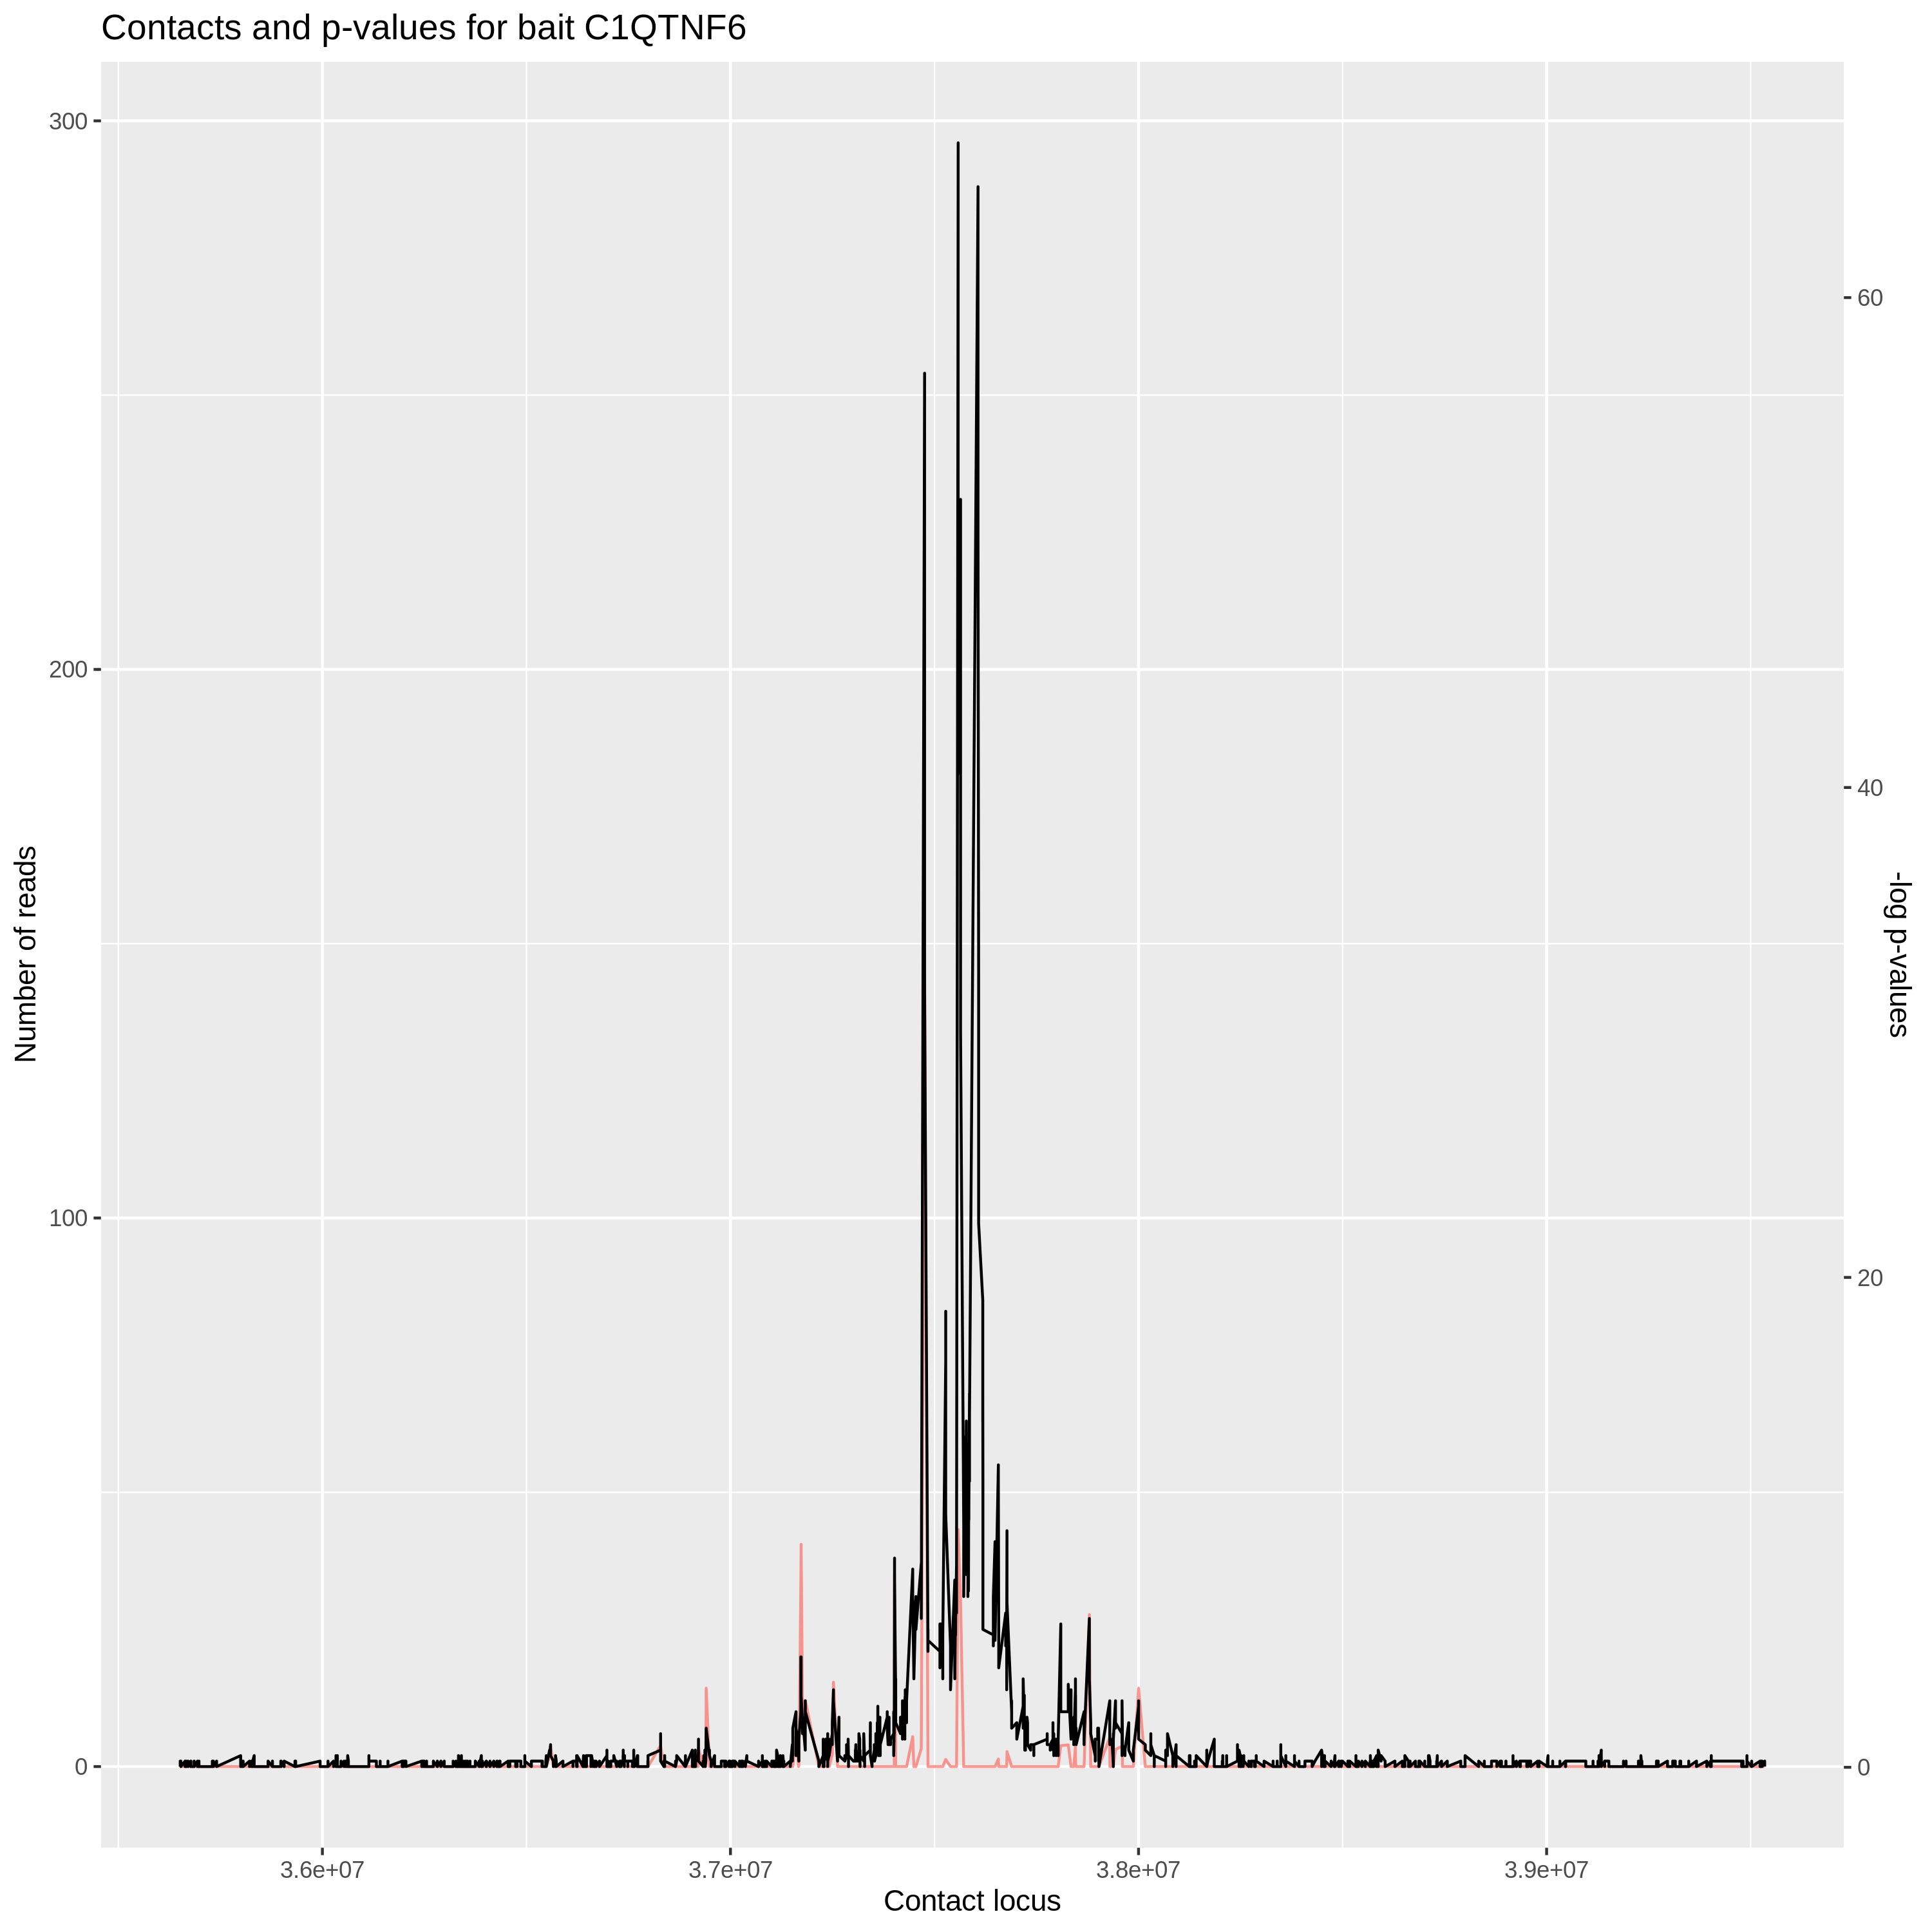 Contacts and p-values for bait C1QTNF6
300
200
100
0
Number of reads
60
40
20
0
-log p-values
3.6e+07 3.7e+07 3.8e+07 3.9e+07
Contact locus